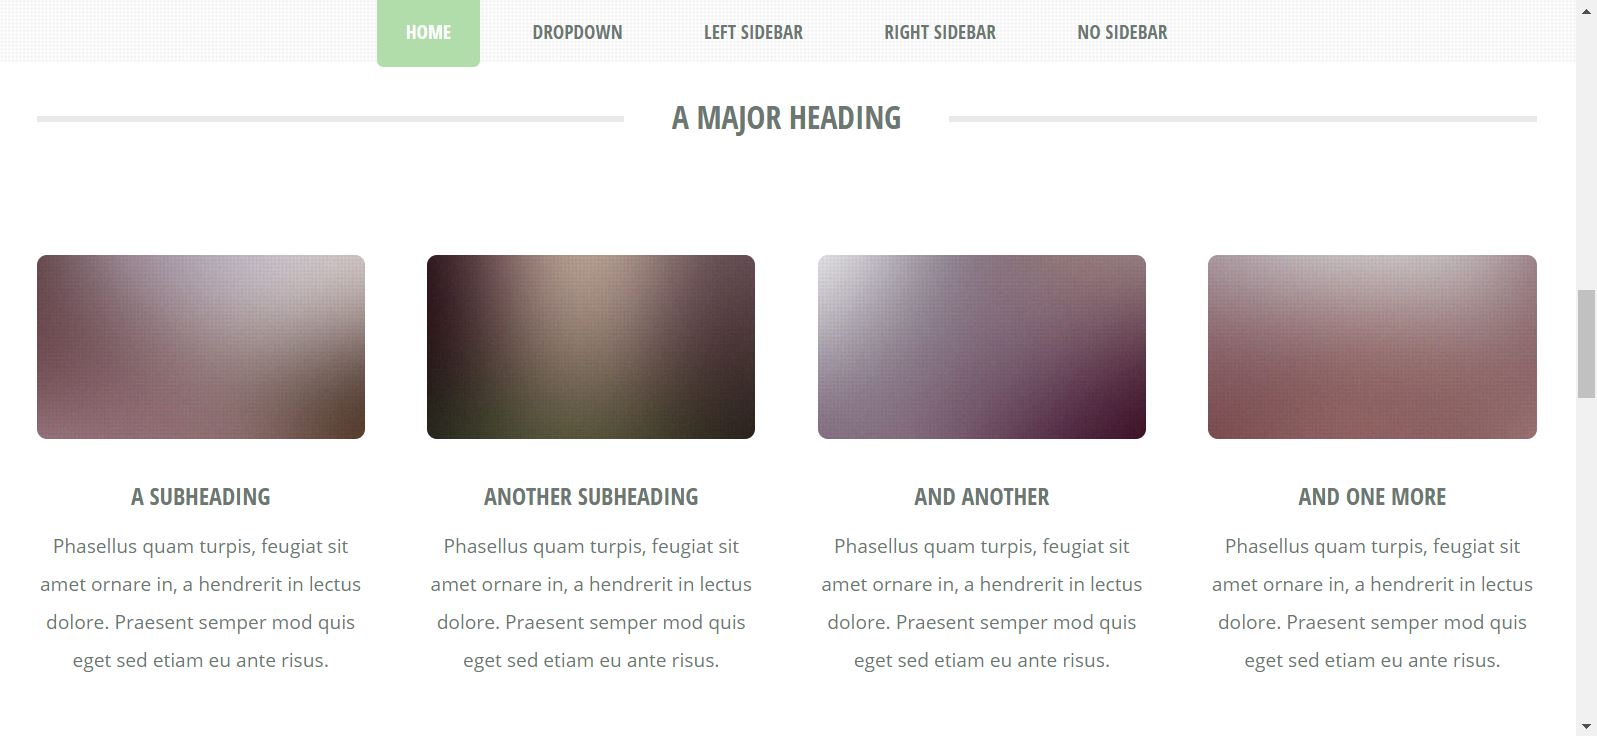 HOME DROPDOWN LEFT SIDEBAR RIGHT SIDEBAR NO SIDEBAR
A MAJOR HEADING
A SUBHEADING
Phasellus quam turpis, feugiat sit
amet ornare in, a hendrerit in lectus
dolore. Praesent semper mod quis
eget sed etiam eu ante risus.
ANOTHER SUBHEADING
Phasellus quam turpis, feugiat sit
amet ornare in, a hendrerit in lectus
dolore. Praesent semper mod quis
eget sed etiam eu ante risus.
AND ANOTHER
Phasellus quam turpis, feugiat sit
amet ornare in, a hendrerit in lectus
dolore. Praesent semper mod quis
eget sed etiam eu ante risus.
AND ONE MORE
Phasellus quam turpis, feugiat sit
amet ornare in, a hendrerit in lectus
dolore. Praesent semper mod quis
eget sed etiam eu ante risus.